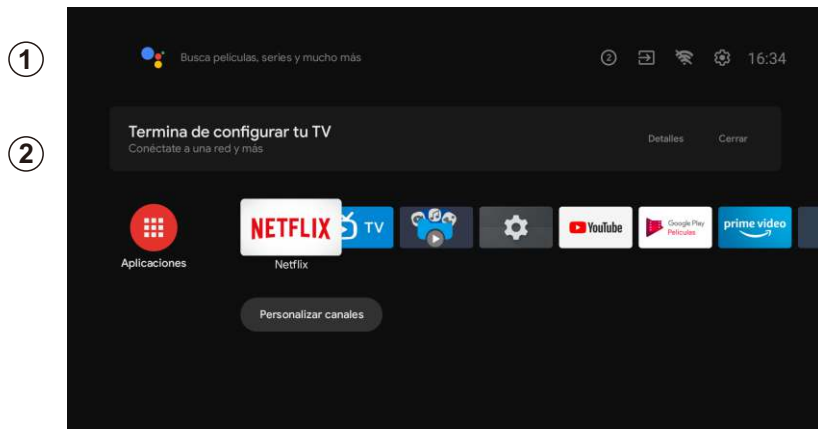 1
Busca películas, series y mucho más
2
16:34
2
Termina de configurar tu TV
Conéctate a una red y más
Detalles
Cerrar
NETFLIX
TV
YouTube
Google Play
Películas
prime video
Aplicaciones
Netflix
Personalizar canales